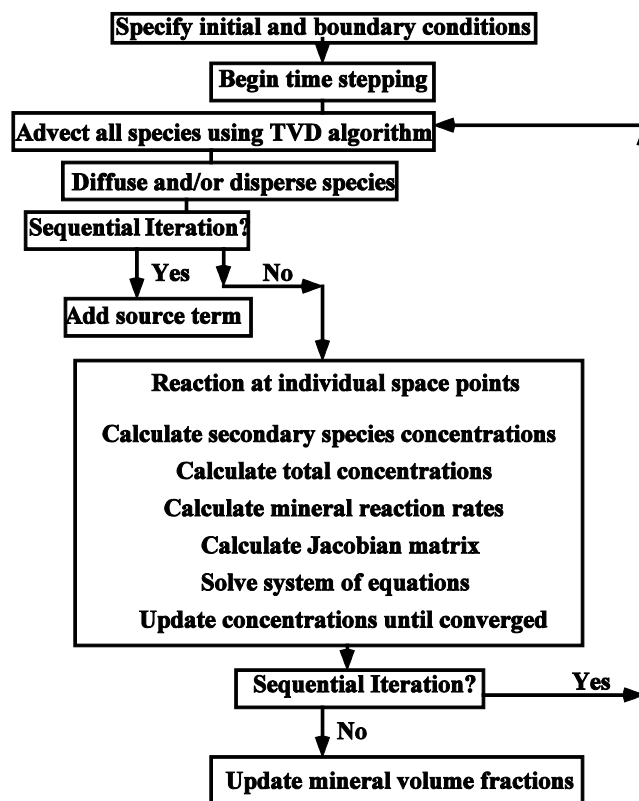 Specify initial and boundary conditions
Begin time stepping
Advect all species using TVD algorithm
Diffuse and/or disperse species
Sequential Iteration?
Yes
No
Add source term
Reaction at individual space points
Calculate secondary species concentrations
Calculate total concentrations
Calculate mineral reaction rates
Calculate Jacobian matrix
Solve system of equations
Update concentrations until converged
Sequential Iteration?
Yes
No
Update mineral volume fractions